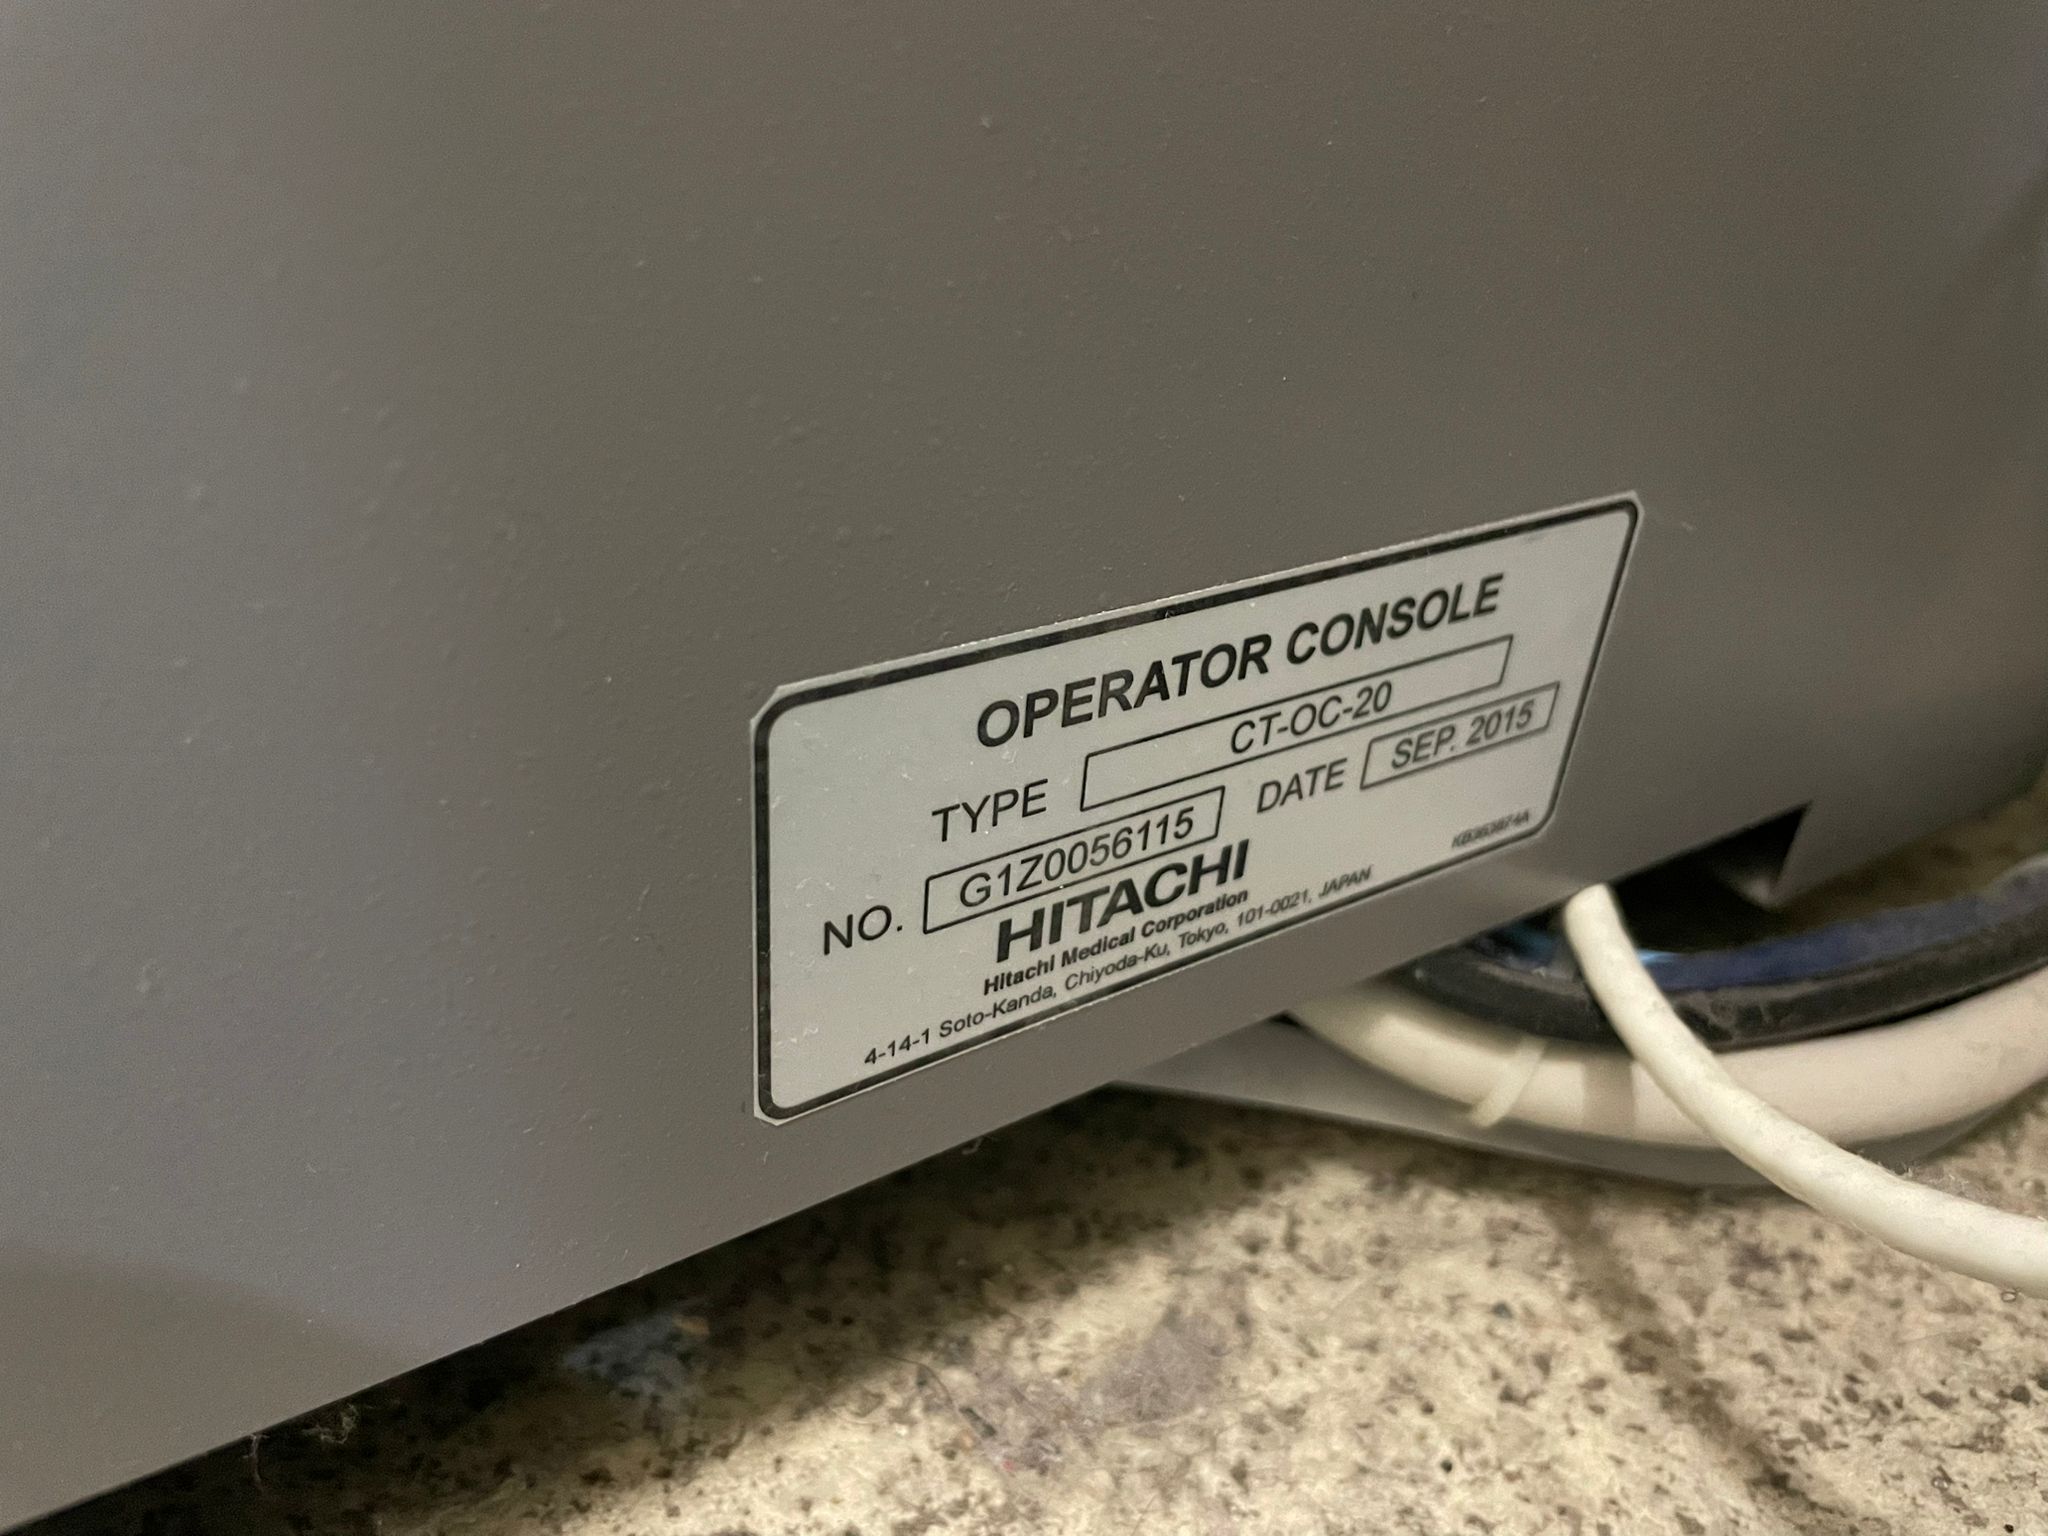 OPERATOR CONSOLE
TYPE CT-OC-20
NO. G1Z0056115 DATE SEP. 2015
HITACHI
Hitachi Medical Corporation
4-14-1 Soto-Kanda, Chiyoda-Ku, Tokyo, 101-0021, JAPAN